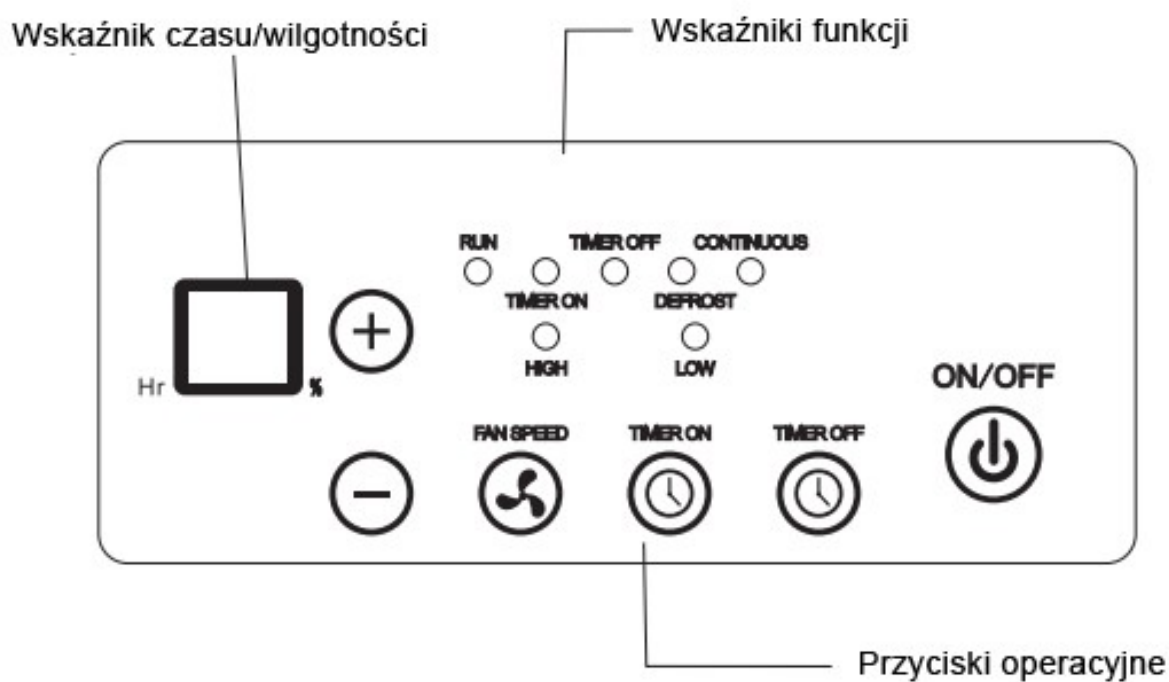 Wskaźnik czasu/wilgotności
Wskaźniki funkcji
RUN TIMER OFF CONTINUOUS
TIMER ON DEFROST
HIGH LOW
Hr %
ON/OFF
FAN SPEED TIMER ON TIMER OFF
Przyciski operacyjne